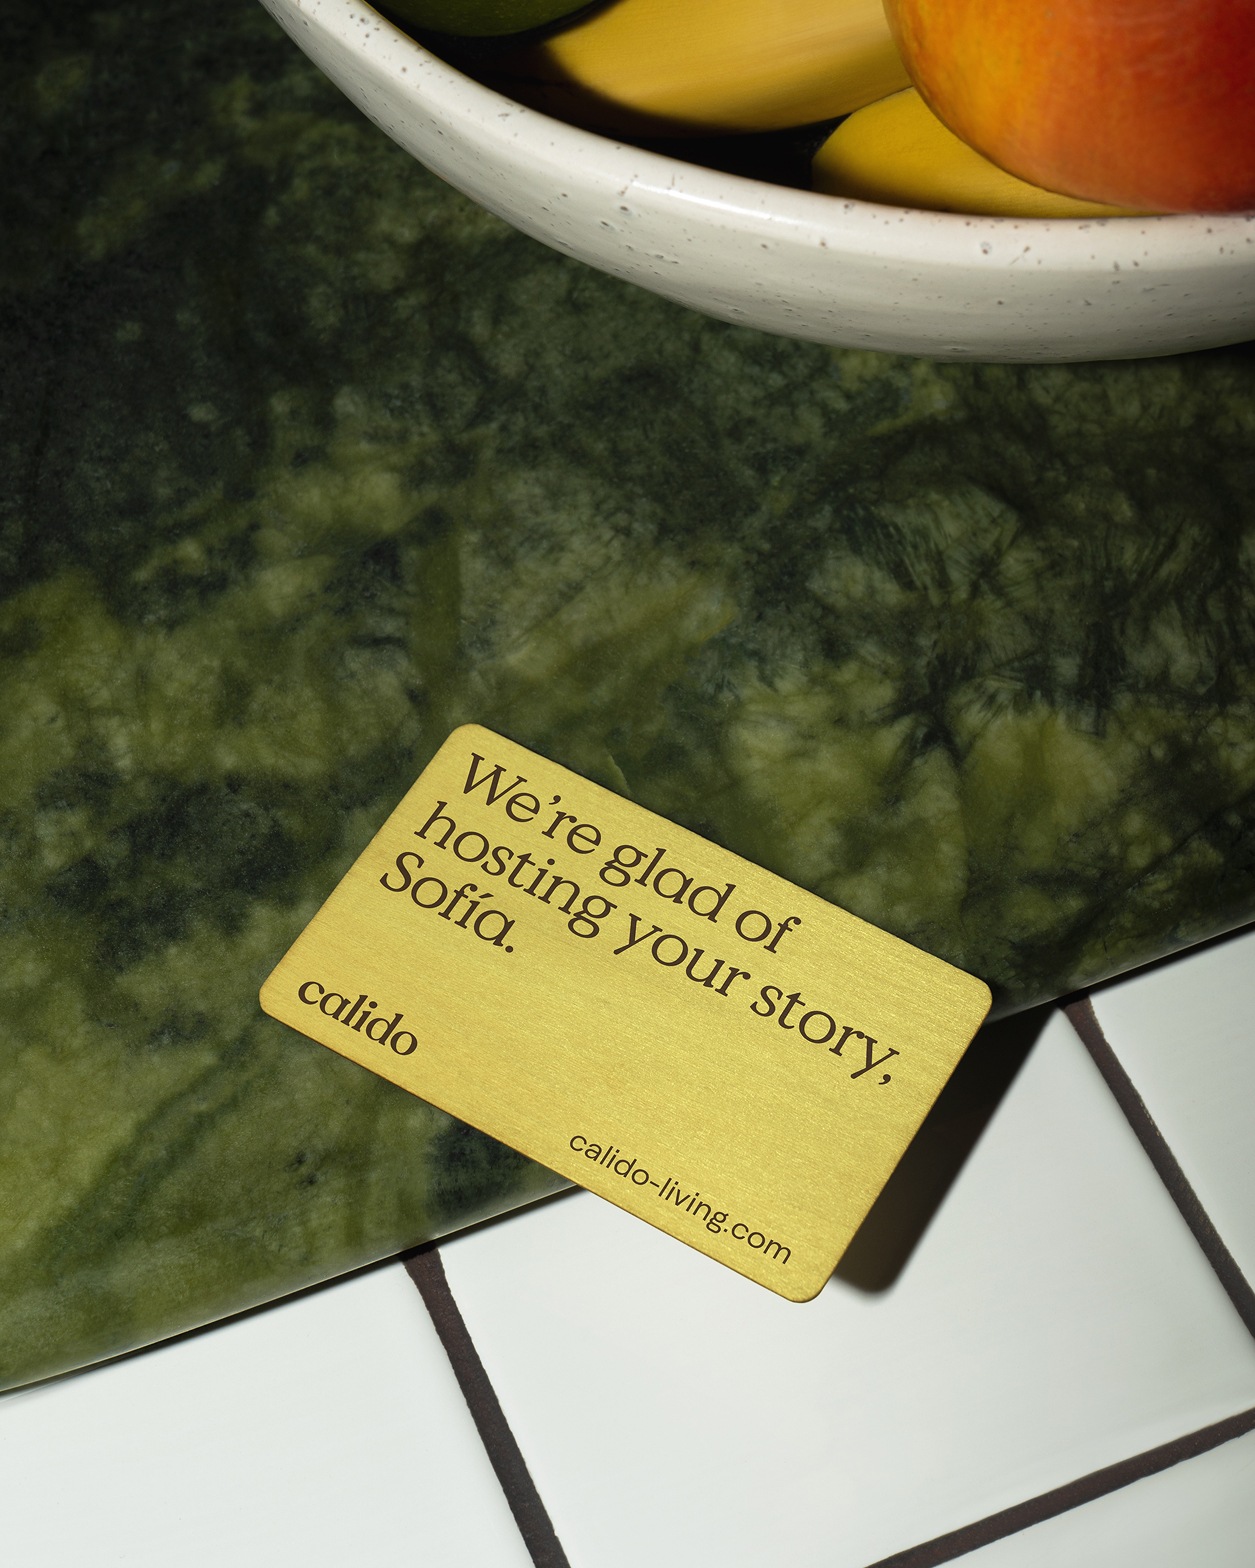 We’re glad of
hosting your story,
Sofía.
calido
calido-living.com